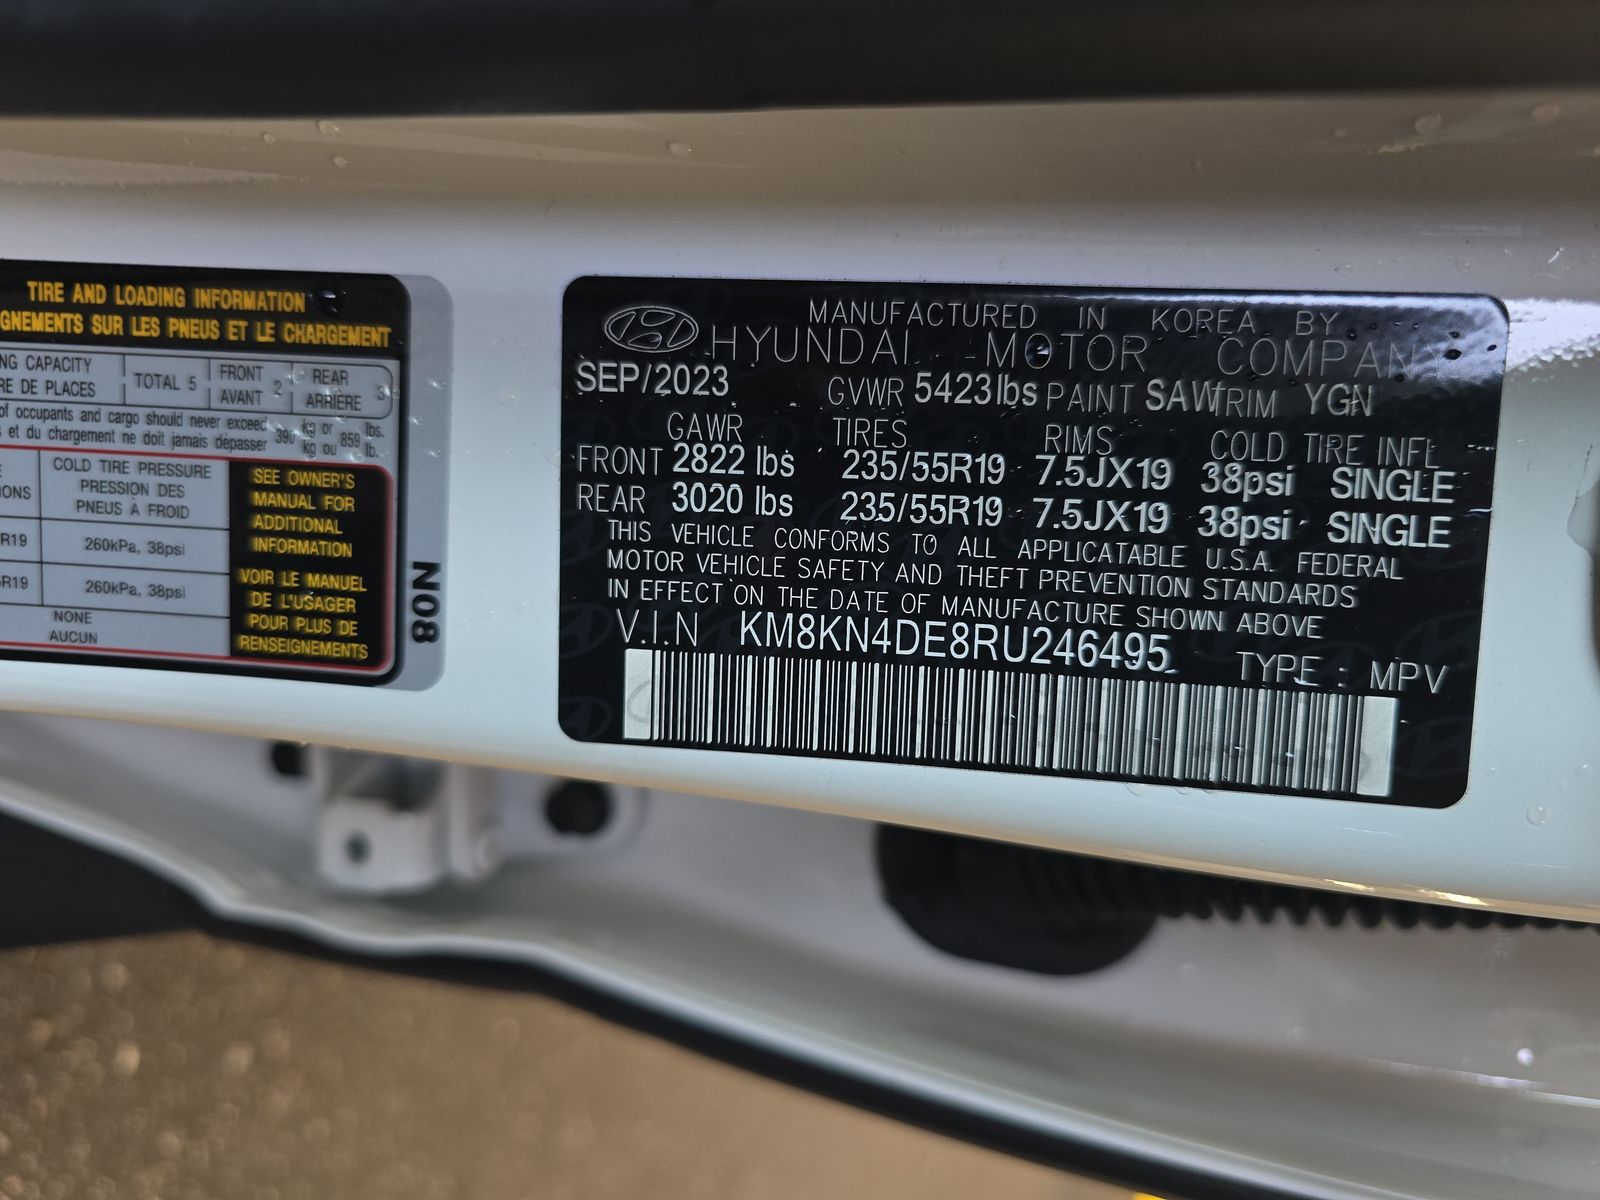 TIRE AND LOADING INFORMATION
GNEMENTS SUR LES PNEUS ET LE CHARGEMENT
NG CAPACITY
RE DE PLACES
TOTAL 5
FRONT
AVANT
2
REAR
ARRIÈRE
3
of occupants and cargo should never exceed
s et du chargement ne doit jamais dépasser
390
kg or
kg ou
859
lbs.
lb.
E
IONS
COLD TIRE PRESSURE
PRESSION DES
PNEUS À FROID
R19
260kPa, 38psi
R19
260kPa, 38psi
NONE
AUCUN
SEE OWNER'S
MANUAL FOR
ADDITIONAL
INFORMATION
VOIR LE MANUEL
DE L'USAGER
POUR PLUS DE
RENSEIGNEMENTS
N08
MANUFACTURED IN KOREA BY
HYUNDAI MOTOR COMPANY
SEP/2023 GVWR 5423lbs PAINT SAW TRIM YGN
GAWR TIRES RIMS COLD TIRE INFL
FRONT 2822 lbs 235/55R19 7.5JX19 38psi SINGLE
REAR 3020 lbs 235/55R19 7.5JX19 38psi SINGLE
THIS VEHICLE CONFORMS TO ALL APPLICATABLE U.S.A. FEDERAL
MOTOR VEHICLE SAFETY AND THEFT PREVENTION STANDARDS
IN EFFECT ON THE DATE OF MANUFACTURE SHOWN ABOVE
V.I.N KM8KN4DE8RU246495 TYPE : MPV